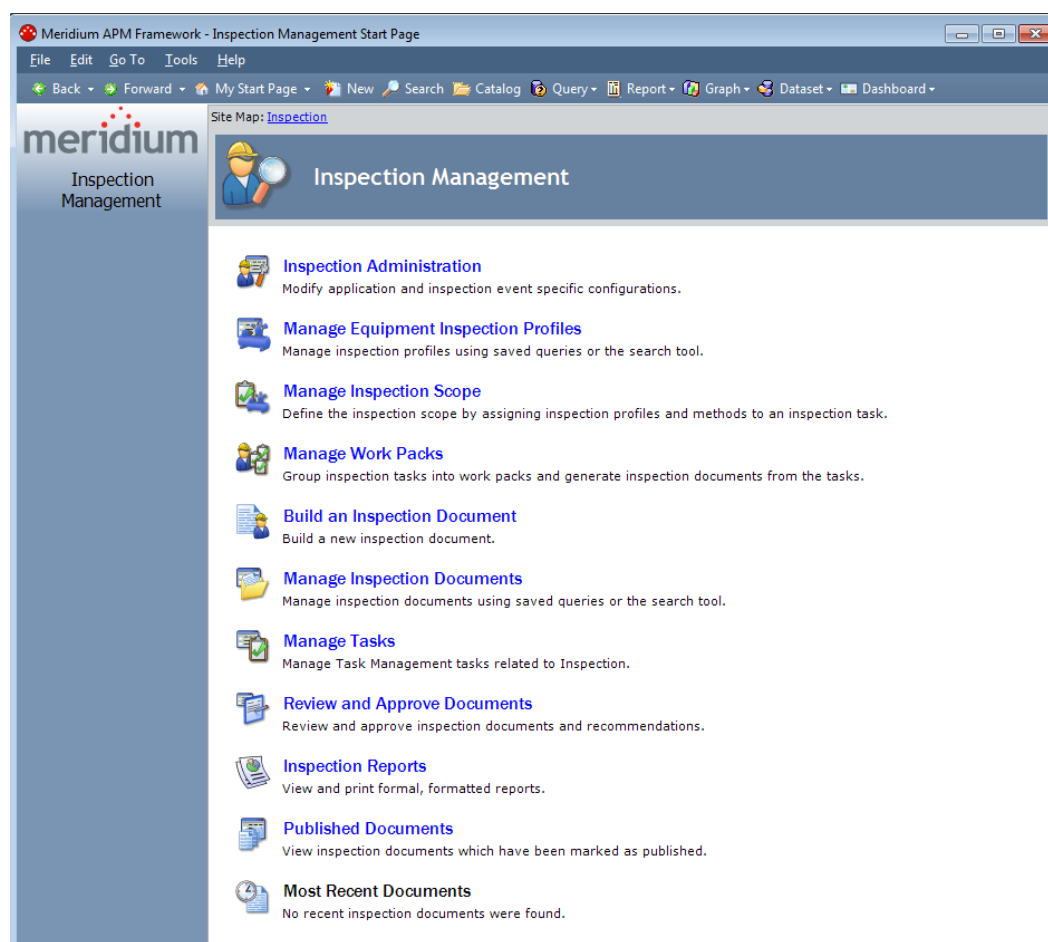 Meridium APM Framework - Inspection Management Start Page
File Edit Go To Tools Help
Back Forward My Start Page New Search Catalog Query Report Graph Dataset Dashboard
meridium
Inspection
Management
Site Map: Inspection
Inspection Management
Inspection Administration
Modify application and inspection event specific configurations.
Manage Equipment Inspection Profiles
Manage inspection profiles using saved queries or the search tool.
Manage Inspection Scope
Define the inspection scope by assigning inspection profiles and methods to an inspection task.
Manage Work Packs
Group inspection tasks into work packs and generate inspection documents from the tasks.
Build an Inspection Document
Build a new inspection document.
Manage Inspection Documents
Manage inspection documents using saved queries or the search tool.
Manage Tasks
Manage Task Management tasks related to Inspection.
Review and Approve Documents
Review and approve inspection documents and recommendations.
Inspection Reports
View and print formal, formatted reports.
Published Documents
View inspection documents which have been marked as published.
Most Recent Documents
No recent inspection documents were found.